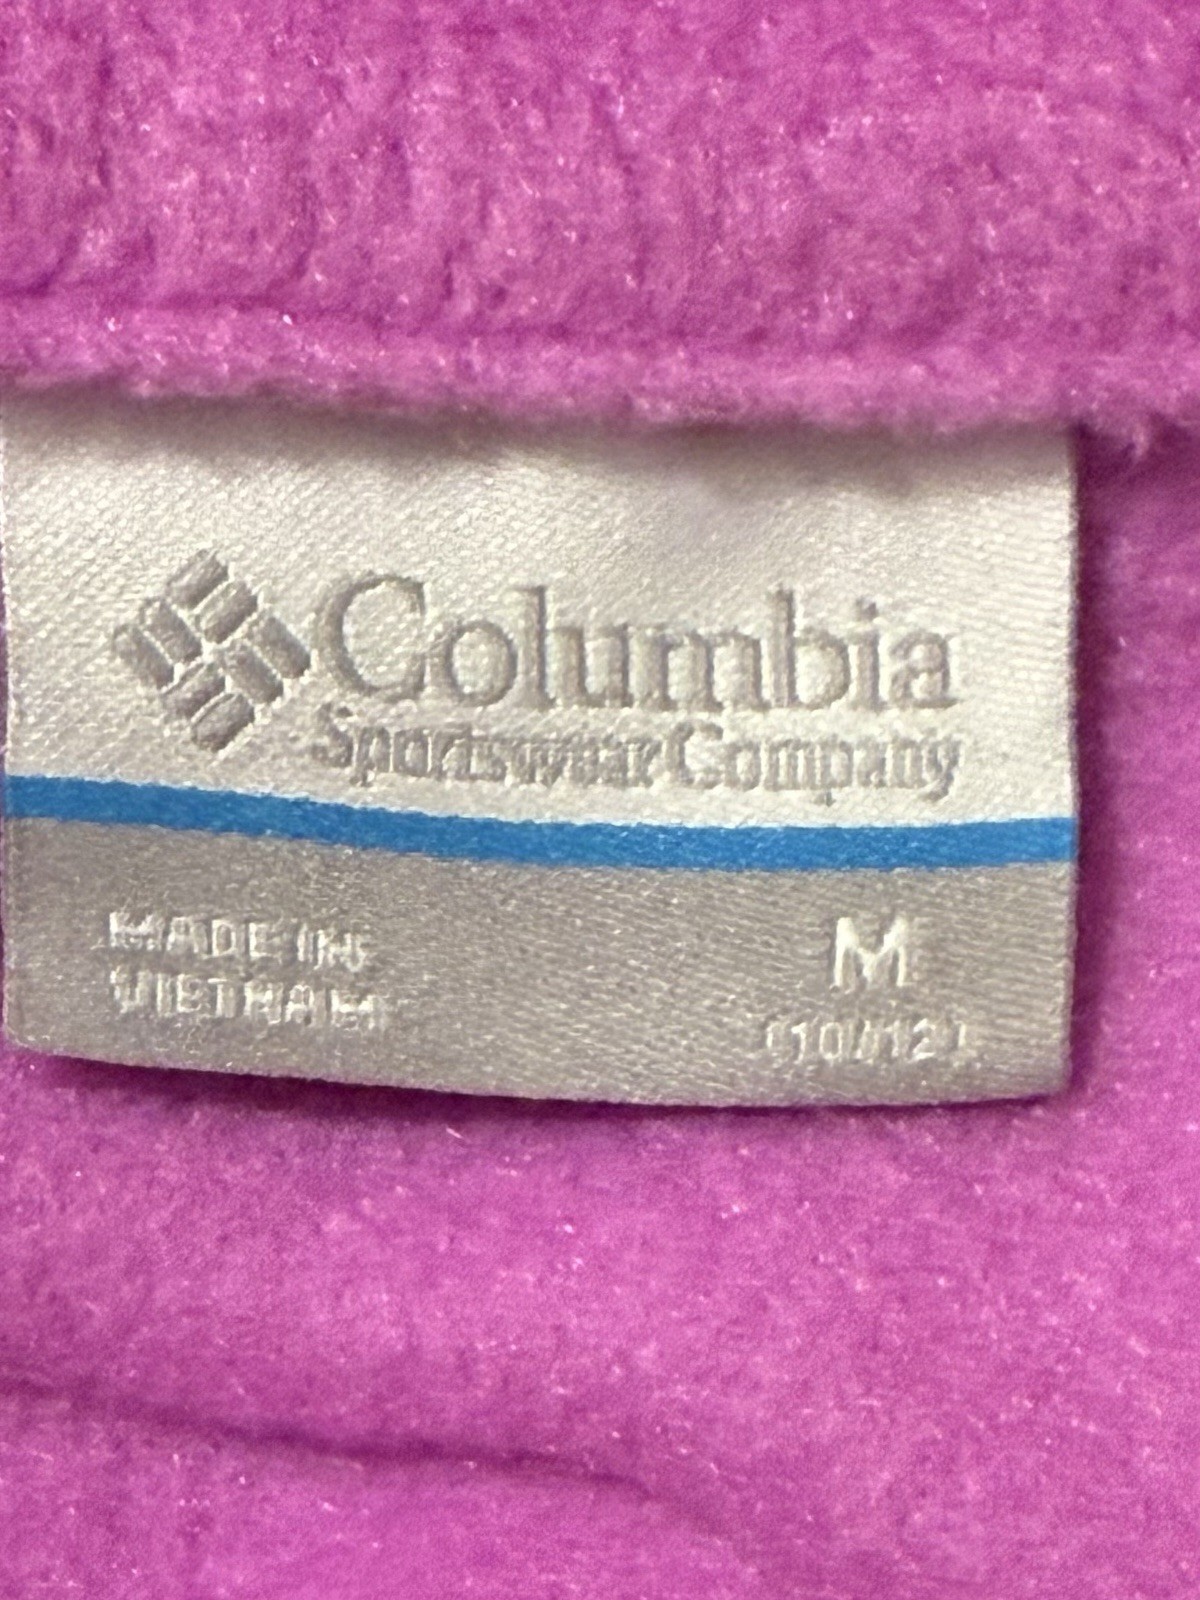 Columbia
Sportswear Company
MADE IN
VIETNAM
M
(10/12)